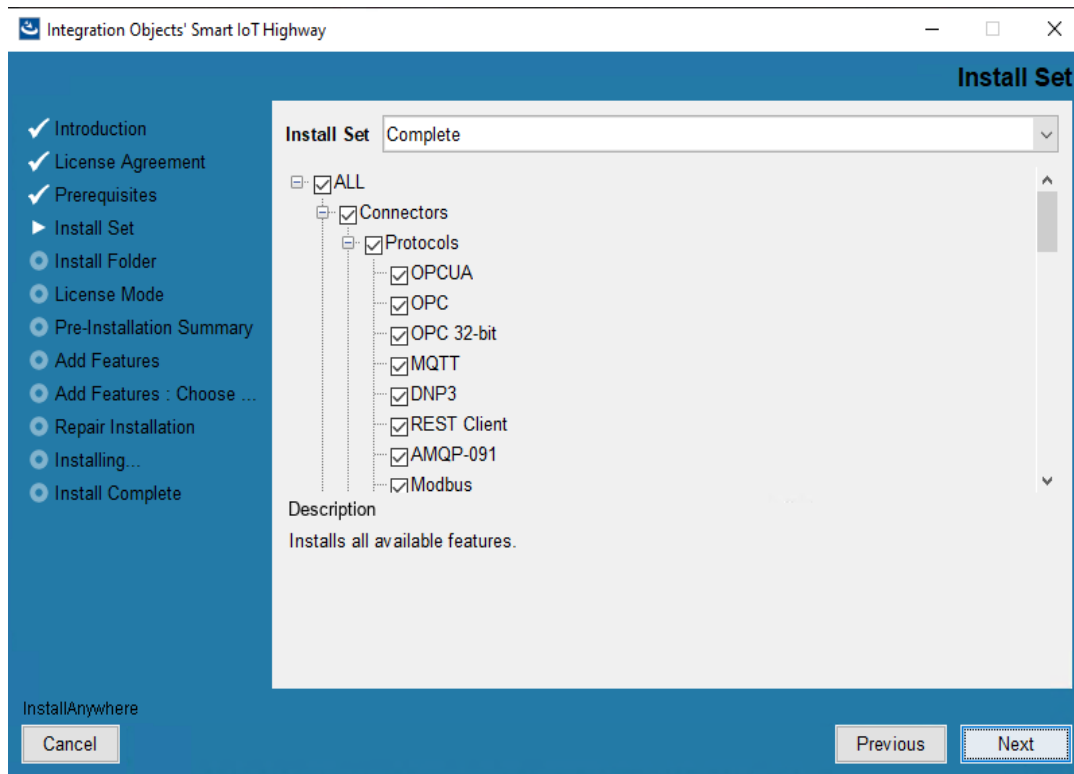 Integration Objects' Smart IoT Highway
Install Set
Introduction
License Agreement
Prerequisites
Install Set
Install Folder
License Mode
Pre-Installation Summary
Add Features
Add Features : Choose ...
Repair Installation
Installing...
Install Complete
Install Set Complete
ALL
Connectors
Protocols
OPCUA
OPC
OPC 32-bit
MQTT
DNP3
REST Client
AMQP-091
Modbus
Description
Installs all available features.
InstallAnywhere
Cancel Previous Next